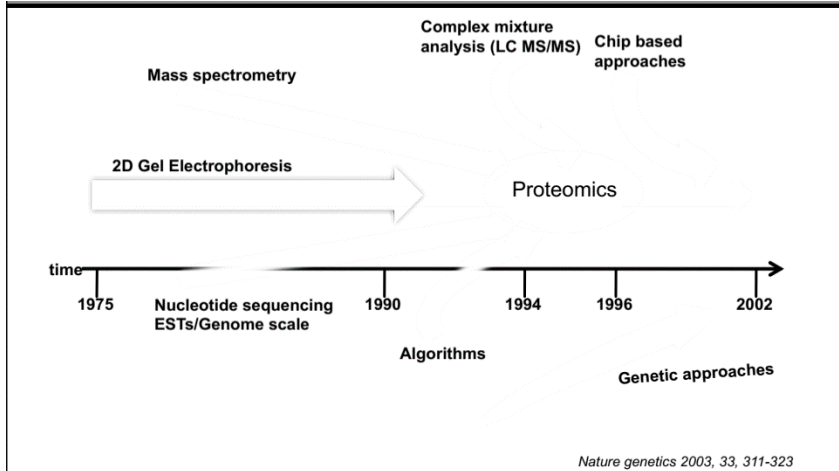 Complex mixture
analysis (LC MS/MS)
Chip based
approaches
Mass spectrometry
2D Gel Electrophoresis
Proteomics
time
1975
1990
1994
1996
2002
Nucleotide sequencing
ESTs/Genome scale
Algorithms
Genetic approaches
Nature genetics 2003, 33, 311-323